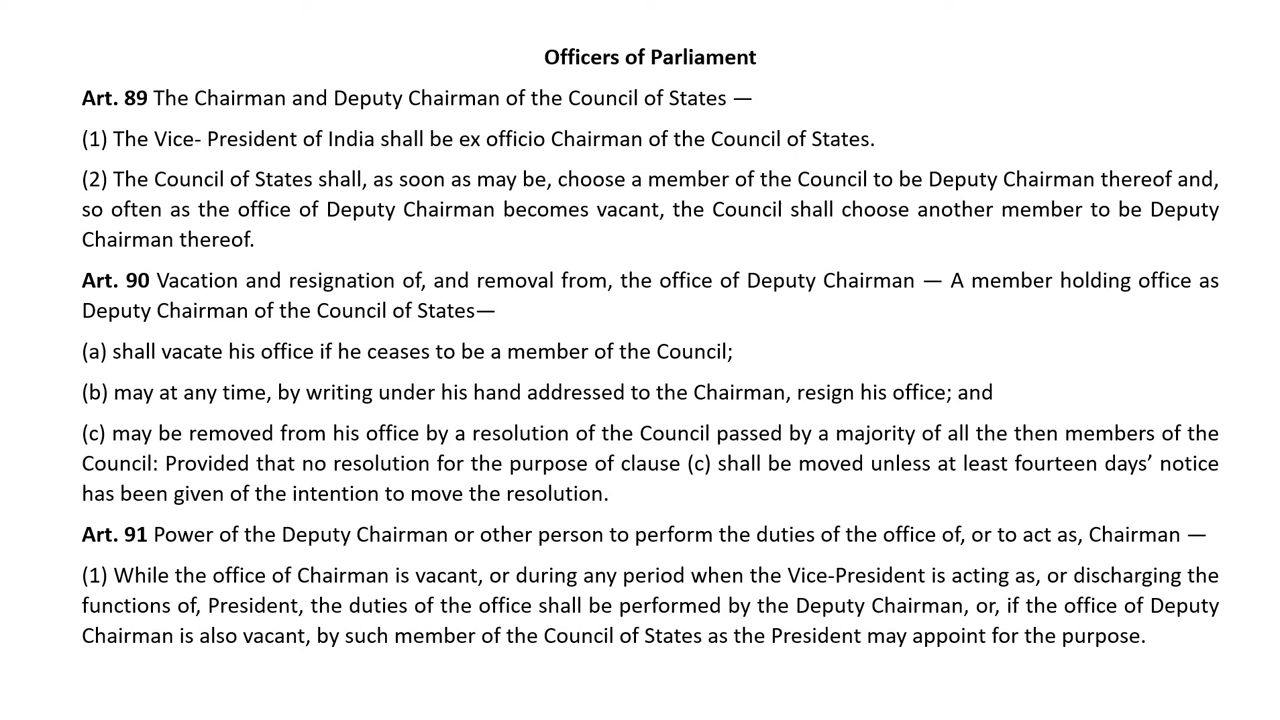 Officers of Parliament
Art. 89 The Chairman and Deputy Chairman of the Council of States —
(1) The Vice- President of India shall be ex officio Chairman of the Council of States.
(2) The Council of States shall, as soon as may be, choose a member of the Council to be Deputy Chairman thereof and,
so often as the office of Deputy Chairman becomes vacant, the Council shall choose another member to be Deputy
Chairman thereof.
Art. 90 Vacation and resignation of, and removal from, the office of Deputy Chairman — A member holding office as
Deputy Chairman of the Council of States—
(a) shall vacate his office if he ceases to be a member of the Council;
(b) may at any time, by writing under his hand addressed to the Chairman, resign his office; and
(c) may be removed from his office by a resolution of the Council passed by a majority of all the then members of the
Council: Provided that no resolution for the purpose of clause (c) shall be moved unless at least fourteen days’ notice
has been given of the intention to move the resolution.
Art. 91 Power of the Deputy Chairman or other person to perform the duties of the office of, or to act as, Chairman —
(1) While the office of Chairman is vacant, or during any period when the Vice-President is acting as, or discharging the
functions of, President, the duties of the office shall be performed by the Deputy Chairman, or, if the office of Deputy
Chairman is also vacant, by such member of the Council of States as the President may appoint for the purpose.